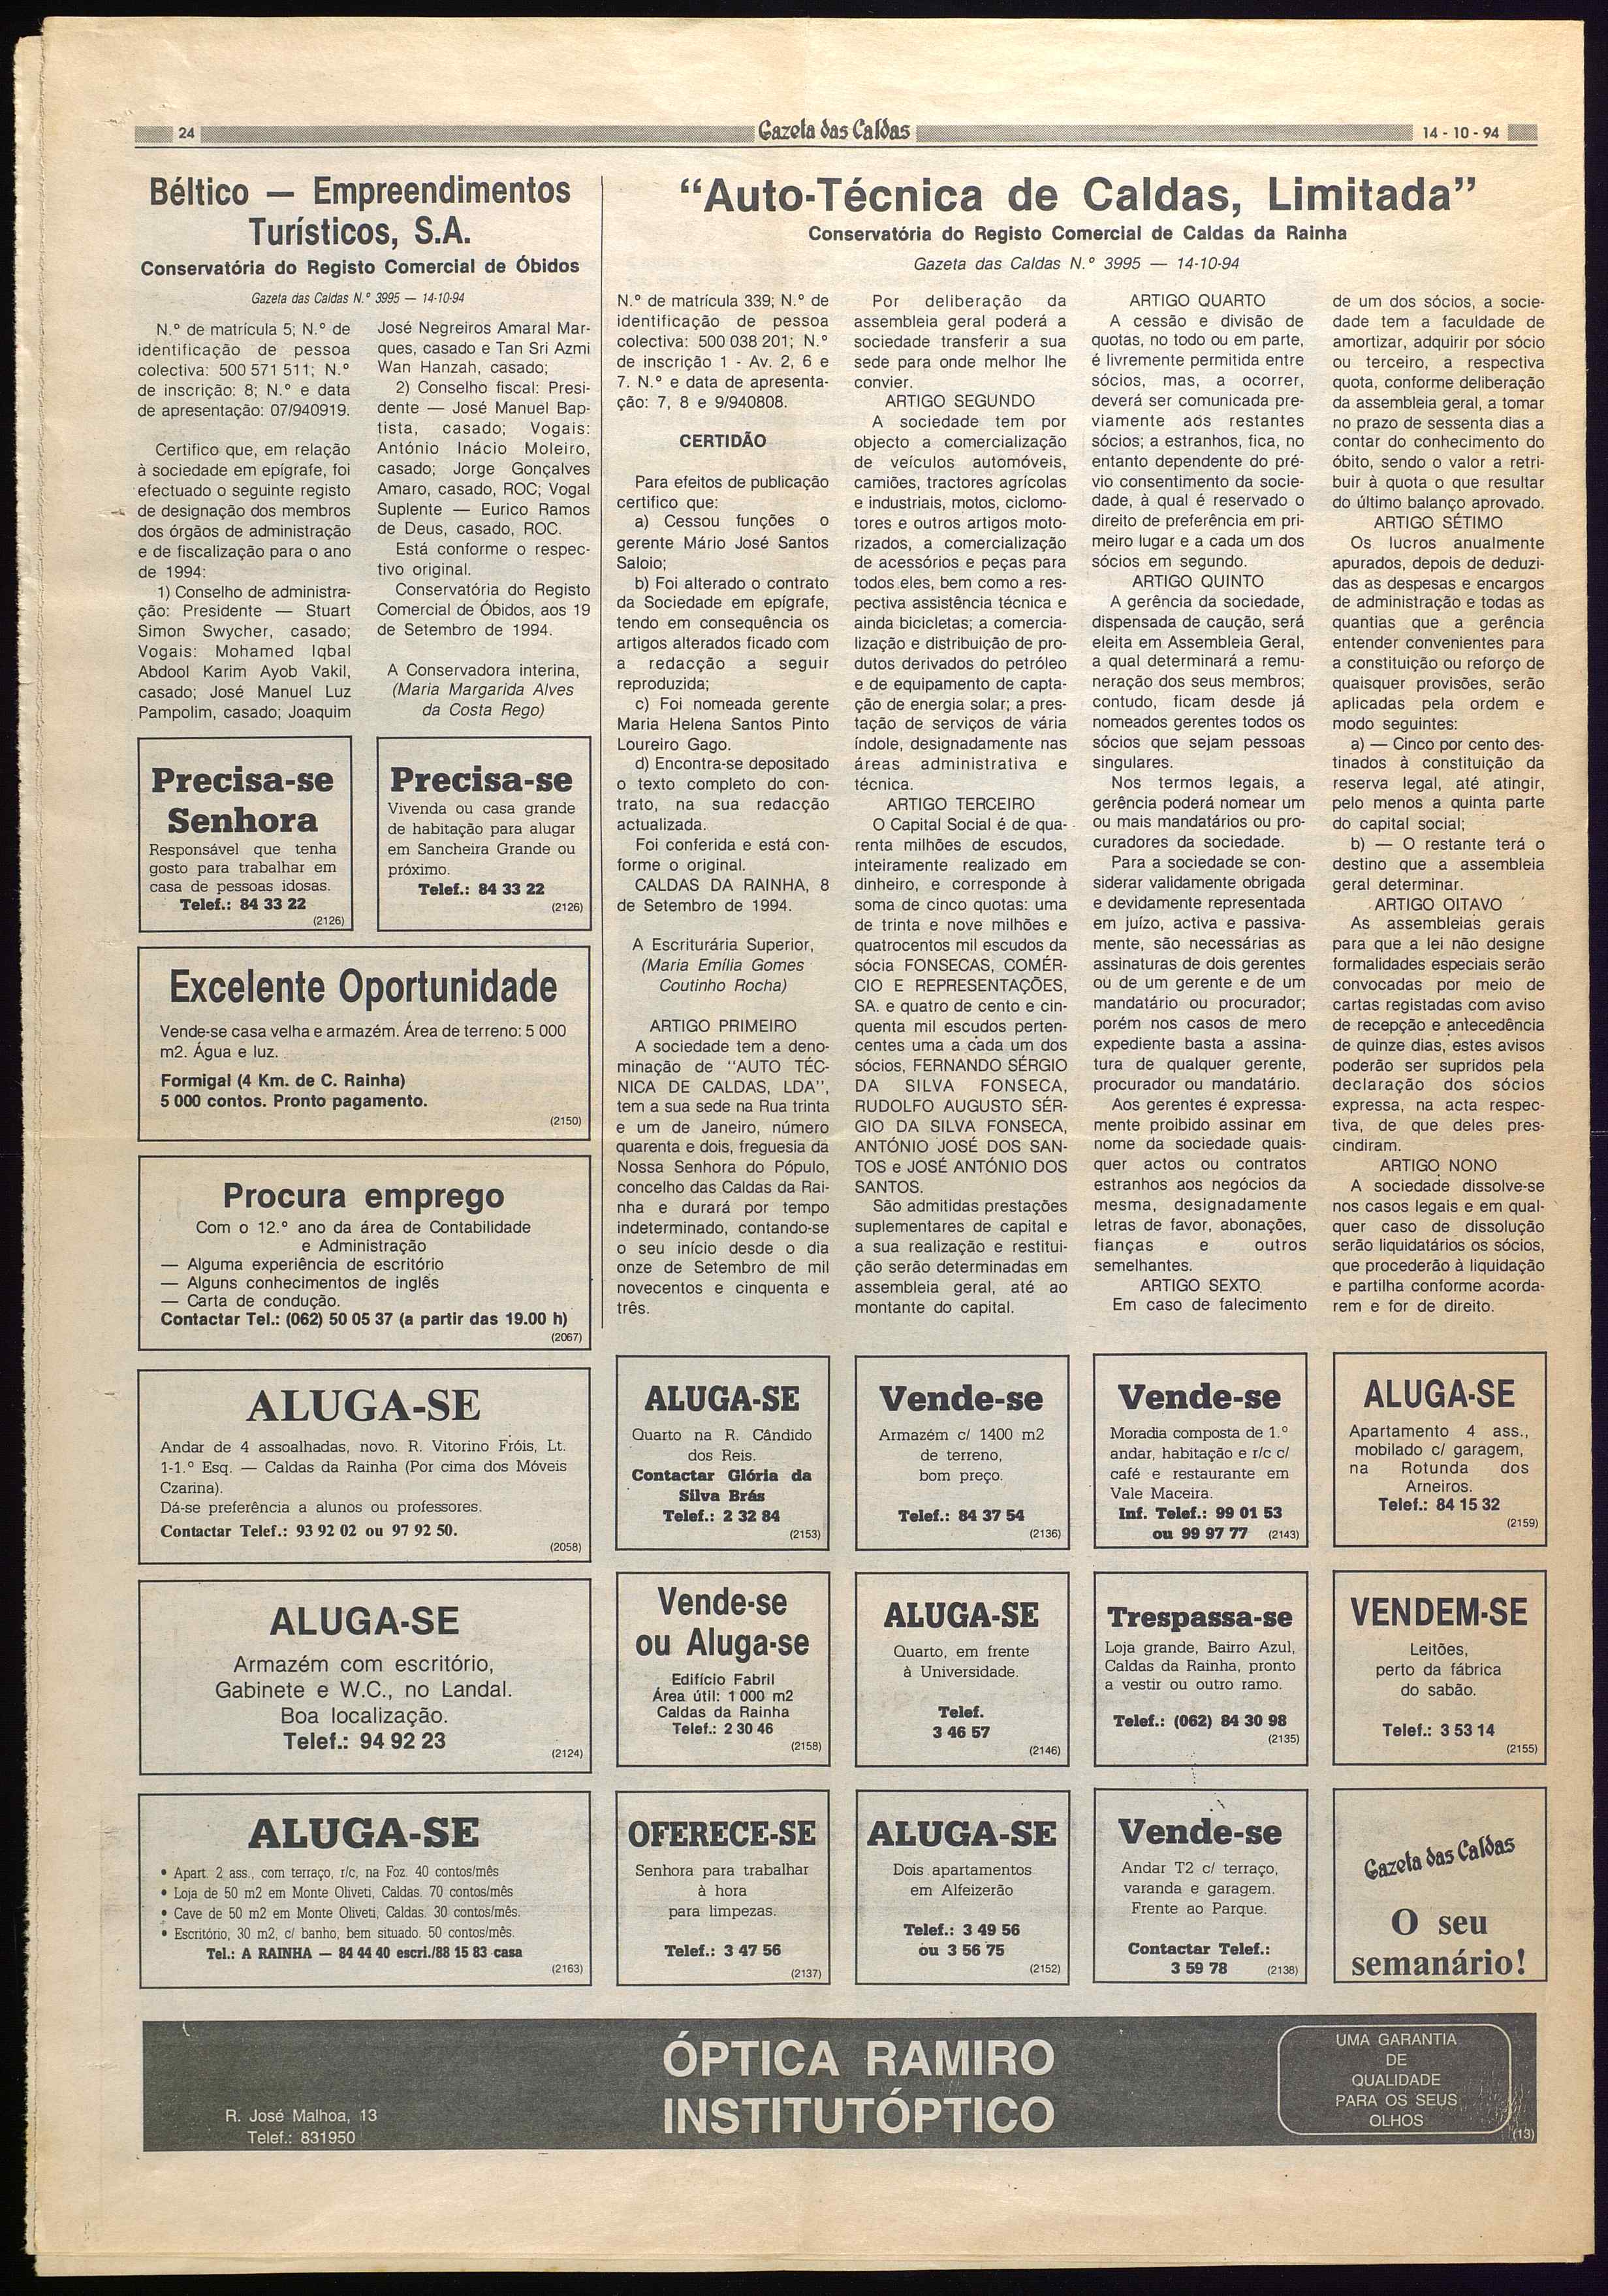 24
Gazeta das Caldas
14 - 10 - 94
Béltico — Empreendimentos
Turísticos, S.A.
Conservatória do Registo Comercial de Óbidos
Gazeta das Caldas N.º 3995 — 14-10-94
N.º de matrícula 5; N.º de
identificação de pessoa
colectiva: 500 571 511; N.º
de inscrição: 8; N.º e data
de apresentação: 07/940919.
Certifico que, em relação
à sociedade em epígrafe, foi
efectuado o seguinte registo
de designação dos membros
dos órgãos de administração
e de fiscalização para o ano
de 1994:
1) Conselho de administra-
ção: Presidente — Stuart
Simon Swycher, casado;
Vogais: Mohamed Iqbal
Abdool Karim Ayob Vakil,
casado; José Manuel Luz
Pampolim, casado; Joaquim
José Negreiros Amaral Mar-
ques, casado e Tan Sri Azmi
Wan Hanzah, casado;
2) Conselho fiscal: Presi-
dente — José Manuel Bap-
tista, casado; Vogais:
António Inácio Moleiro,
casado; Jorge Gonçalves
Amaro, casado, ROC; Vogal
Suplente — Eurico Ramos
de Deus, casado, ROC.
Está conforme o respec-
tivo original.
Conservatória do Registo
Comercial de Óbidos, aos 19
de Setembro de 1994.
A Conservadora interina,
(Maria Margarida Alves
da Costa Rego)
"Auto-Técnica de Caldas, Limitada"
Conservatória do Registo Comercial de Caldas da Rainha
Gazeta das Caldas N.º 3995 — 14-10-94
N.º de matrícula 339; N.º de
identificação de pessoa
colectiva: 500 038 201; N.º
de inscrição 1 - Av. 2, 6 e
7. N.º e data de apresenta-
ção: 7, 8 e 9/940808.
CERTIDÃO
Para efeitos de publicação
certifico que:
a) Cessou funções o
gerente Mário José Santos
Saloio;
b) Foi alterado o contrato
da Sociedade em epígrafe,
tendo em consequência os
artigos alterados ficado com
a redacção a seguir
reproduzida;
c) Foi nomeada gerente
Maria Helena Santos Pinto
Loureiro Gago.
d) Encontra-se depositado
o texto completo do con-
trato, na sua redacção
actualizada.
Foi conferida e está con-
forme o original.
CALDAS DA RAINHA, 8
de Setembro de 1994.
A Escriturária Superior,
(Maria Emília Gomes
Coutinho Rocha)
ARTIGO PRIMEIRO
A sociedade tem a deno-
minação de "AUTO TÉC-
NICA DE CALDAS, LDA",
tem a sua sede na Rua trinta
e um de Janeiro, número
quarenta e dois, freguesia da
Nossa Senhora do Pópulo,
concelho das Caldas da Rai-
nha e durará por tempo
indeterminado, contando-se
o seu início desde o dia
onze de Setembro de mil
novecentos e cinquenta e
três.
Por deliberação da
assembleia geral poderá a
sociedade transferir a sua
sede para onde melhor lhe
convier.
ARTIGO SEGUNDO
A sociedade tem por
objecto a comercialização
de veículos automóveis,
camiões, tractores agrícolas
e industriais, motos, ciclomo-
tores e outros artigos moto-
rizados, a comercialização
de acessórios e peças para
todos eles, bem como a res-
pectiva assistência técnica e
ainda bicicletas; a comercia-
lização e distribuição de pro-
dutos derivados do petróleo
e de equipamento de capta-
ção de energia solar; a pres-
tação de serviços de vária
índole, designadamente nas
áreas administrativa e
técnica.
ARTIGO TERCEIRO
O Capital Social é de qua-
renta milhões de escudos,
inteiramente realizado em
dinheiro, e corresponde à
soma de cinco quotas: uma
de trinta e nove milhões e
quatrocentos mil escudos da
sócia FONSECAS, COMÉR-
CIO E REPRESENTAÇÕES,
SA. e quatro de cento e cin-
quenta mil escudos perten-
centes uma a cada um dos
sócios, FERNANDO SÉRGIO
DA SILVA FONSECA,
RUDOLFO AUGUSTO SÉR-
GIO DA SILVA FONSECA,
ANTÓNIO JOSÉ DOS SAN-
TOS e JOSÉ ANTÓNIO DOS
SANTOS.
São admitidas prestações
suplementares de capital e
a sua realização e restitui-
ção serão determinadas em
assembleia geral, até ao
montante do capital.
ARTIGO QUARTO
A cessão e divisão de
quotas, no todo ou em parte,
é livremente permitida entre
sócios, mas, a ocorrer,
deverá ser comunicada pre-
viamente aos restantes
sócios; a estranhos, fica, no
entanto dependente do pré-
vio consentimento da socie-
dade, à qual é reservado o
direito de preferência em pri-
meiro lugar e a cada um dos
sócios em segundo.
ARTIGO QUINTO
A gerência da sociedade,
dispensada de caução, será
eleita em Assembleia Geral,
a qual determinará a remu-
neração dos seus membros;
contudo, ficam desde já
nomeados gerentes todos os
sócios que sejam pessoas
singulares.
Nos termos legais, a
gerência poderá nomear um
ou mais mandatários ou pro-
curadores da sociedade.
Para a sociedade se con-
siderar validamente obrigada
e devidamente representada
em juízo, activa e passiva-
mente, são necessárias as
assinaturas de dois gerentes
ou de um gerente e de um
mandatário ou procurador;
porém nos casos de mero
expediente basta a assina-
tura de qualquer gerente,
procurador ou mandatário.
Aos gerentes é expressa-
mente proibido assinar em
nome da sociedade quais-
quer actos ou contratos
estranhos aos negócios da
mesma, designadamente
letras de favor, abonações,
fianças e outros
semelhantes.
ARTIGO SEXTO
Em caso de falecimento
de um dos sócios, a socie-
dade tem a faculdade de
amortizar, adquirir por sócio
ou terceiro, a respectiva
quota, conforme deliberação
da assembleia geral, a tomar
no prazo de sessenta dias a
contar do conhecimento do
óbito, sendo o valor a retri-
buir à quota o que resultar
do último balanço aprovado.
ARTIGO SÉTIMO
Os lucros anualmente
apurados, depois de deduzi-
das as despesas e encargos
de administração e todas as
quantias que a gerência
entender convenientes para
a constituição ou reforço de
quaisquer provisões, serão
aplicadas pela ordem e
modo seguintes:
a) — Cinco por cento des-
tinados à constituição da
reserva legal, até atingir,
pelo menos a quinta parte
do capital social;
b) — O restante terá o
destino que a assembleia
geral determinar.
ARTIGO OITAVO
As assembleias gerais
para que a lei não designe
formalidades especiais serão
convocadas por meio de
cartas registadas com aviso
de recepção e antecedência
de quinze dias, estes avisos
poderão ser supridos pela
declaração dos sócios
expressa, na acta respec-
tiva, de que deles pres-
cindiram.
ARTIGO NONO
A sociedade dissolve-se
nos casos legais e em qual-
quer caso de dissolução
serão liquidatários os sócios,
que procederão à liquidação
e partilha conforme acorda-
rem e for de direito.
Precisa-se
Senhora
Responsável que tenha
gosto para trabalhar em
casa de pessoas idosas.
Telef.: 84 33 22
(2126)
Precisa-se
Vivenda ou casa grande
de habitação para alugar
em Sancheira Grande ou
próximo.
Telef.: 84 33 22
(2126)
Excelente Oportunidade
Vende-se casa velha e armazém. Área de terreno: 5 000
m2. Água e luz.
Formigal (4 Km. de C. Rainha)
5 000 contos. Pronto pagamento.
(2150)
Procura emprego
Com o 12.º ano da área de Contabilidade
e Administração
— Alguma experiência de escritório
— Alguns conhecimentos de inglês
— Carta de condução.
Contactar Tel.: (062) 50 05 37 (a partir das 19.00 h)
(2067)
ALUGA-SE
Andar de 4 assoalhadas, novo. R. Vitorino Fróis, Lt.
1-1.º Esq. — Caldas da Rainha (Por cima dos Móveis
Czarina).
Dá-se preferência a alunos ou professores.
Contactar Telef.: 93 92 02 ou 97 92 50.
(2058)
ALUGA-SE
Quarto na R. Cândido
dos Reis.
Contactar Glória da
Silva Brás
Telef.: 2 32 84
(2153)
Vende-se
Armazém c/ 1400 m2
de terreno,
bom preço.
Telef.: 84 37 54
(2136)
Vende-se
Moradia composta de 1.º
andar, habitação e r/c c/
café e restaurante em
Vale Maceira.
Inf. Telef.: 99 01 53
ou 99 97 77 (2143)
ALUGA-SE
Apartamento 4 ass.,
mobilado c/ garagem,
na Rotunda dos
Arneiros.
Telef.: 84 15 32
(2159)
ALUGA-SE
Armazém com escritório,
Gabinete e W.C., no Landal.
Boa localização.
Telef.: 94 92 23
(2124)
Vende-se
ou Aluga-se
Edifício Fabril
Área útil: 1 000 m2
Caldas da Rainha
Telef.: 2 30 46
(2158)
ALUGA-SE
Quarto, em frente
à Universidade.
Telef.
3 46 57
(2146)
Trespassa-se
Loja grande, Bairro Azul,
Caldas da Rainha, pronto
a vestir ou outro ramo.
Telef.: (062) 84 30 98
(2135)
VENDEM-SE
Leitões,
perto da fábrica
do sabão.
Telef.: 3 53 14
(2155)
ALUGA-SE
• Apart. 2 ass., com terraço, r/c, na Foz. 40 contos/mês
• Loja de 50 m2 em Monte Oliveti, Caldas. 70 contos/mês
• Cave de 50 m2 em Monte Oliveti, Caldas. 30 contos/mês.
• Escritório, 30 m2, c/ banho, bem situado. 50 contos/mês.
Tel.: A RAINHA — 84 44 40 escri./88 15 83 casa
(2163)
OFERECE-SE
Senhora para trabalhar
à hora
para limpezas.
Telef.: 3 47 56
(2137)
ALUGA-SE
Dois apartamentos
em Alfeizerão
Telef.: 3 49 56
ou 3 56 75
(2152)
Vende-se
Andar T2 c/ terraço,
varanda e garagem.
Frente ao Parque.
Contactar Telef.:
3 59 78 (2138)
Gazeta das Caldas
O seu
semanário!
R. José Malhoa, 13
Telef.: 831950
ÓPTICA RAMIRO
INSTITUTÓPTICO
UMA GARANTIA
DE
QUALIDADE
PARA OS SEUS
OLHOS
(13)